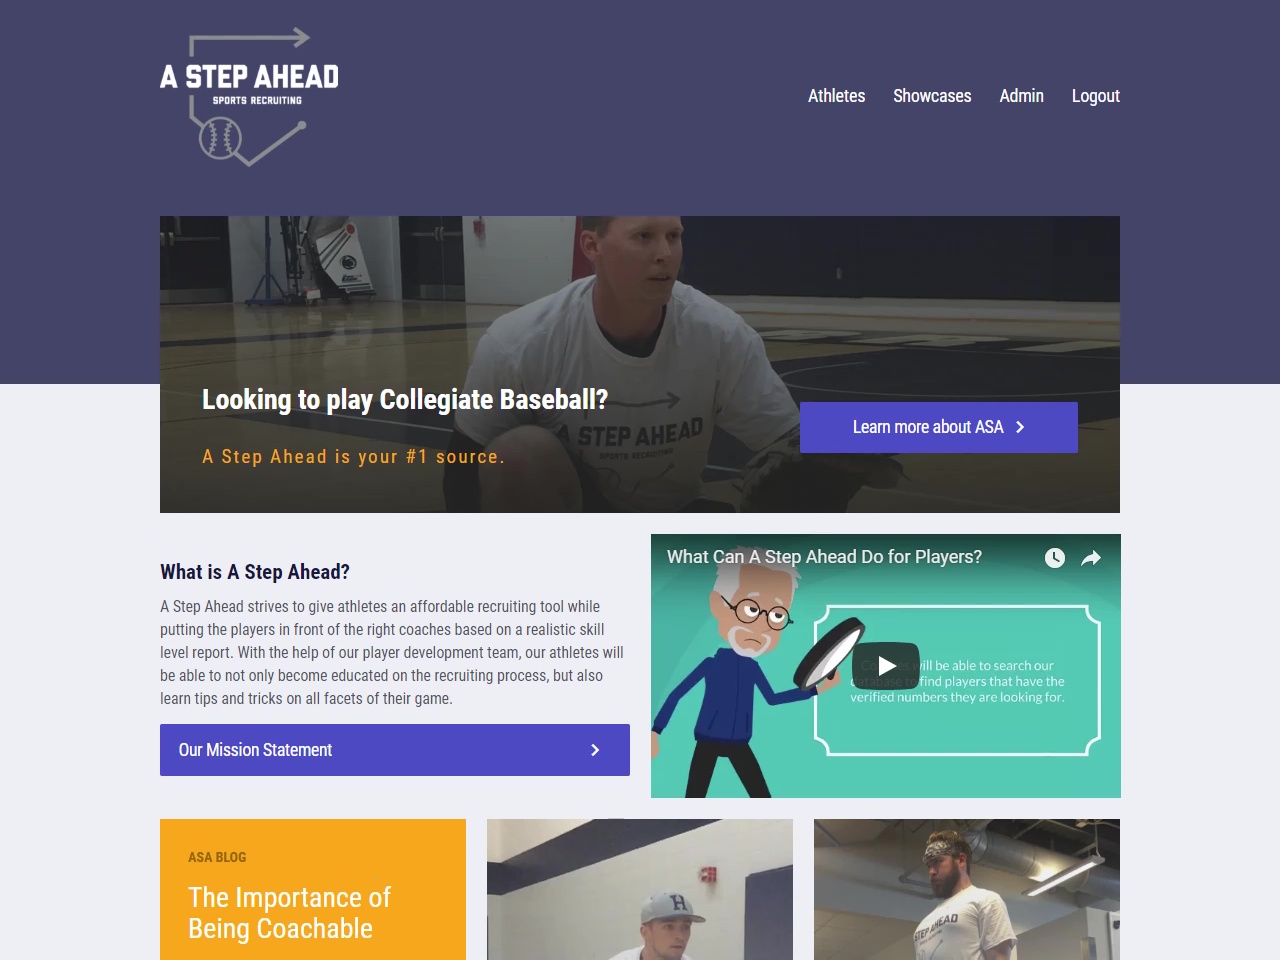 A STEP AHEAD
SPORTS RECRUITING
Athletes
Showcases
Admin
Logout
Looking to play Collegiate Baseball?
A Step Ahead is your #1 source.
Learn more about ASA
A STEP AHEAD
SPORTS RECRUITING
What is A Step Ahead?
A Step Ahead strives to give athletes an affordable recruiting tool while
putting the players in front of the right coaches based on a realistic skill
level report. With the help of our player development team, our athletes will
be able to not only become educated on the recruiting process, but also
learn tips and tricks on all facets of their game.
Our Mission Statement
What Can A Step Ahead Do for Players?
will be able to search our
database to find players that have the
verified numbers they are looking for.
ASA BLOG
The Importance of
Being Coachable
H
STEP AHEAD